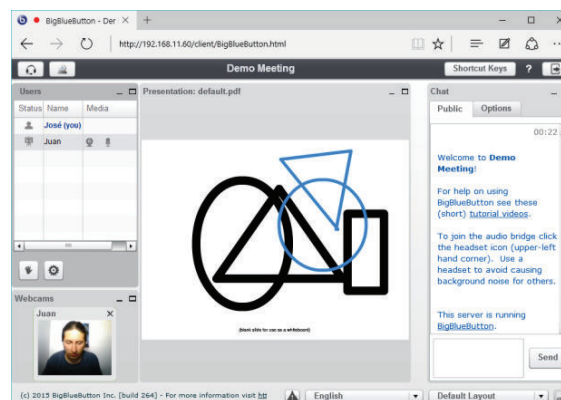 BigBlueButton - Der
http://192.168.11.60/client/BigBlueButton.html
Demo Meeting
Shortcut Keys
?
Users
Status Name Media
José (you)
Juan
Presentation: default.pdf
(blank slide for use as a whiteboard)
Webcams
Juan
Chat
Public Options
00:22
Welcome to Demo
Meeting!
For help on using
BigBlueButton see these
(short) tutorial videos.
To join the audio bridge click
the headset icon (upper-left
hand corner). Use a
headset to avoid causing
background noise for others.
This server is running
BigBlueButton.
Send
(c) 2015 BigBlueButton Inc. [build 264] - For more information visit htt
English
Default Layout